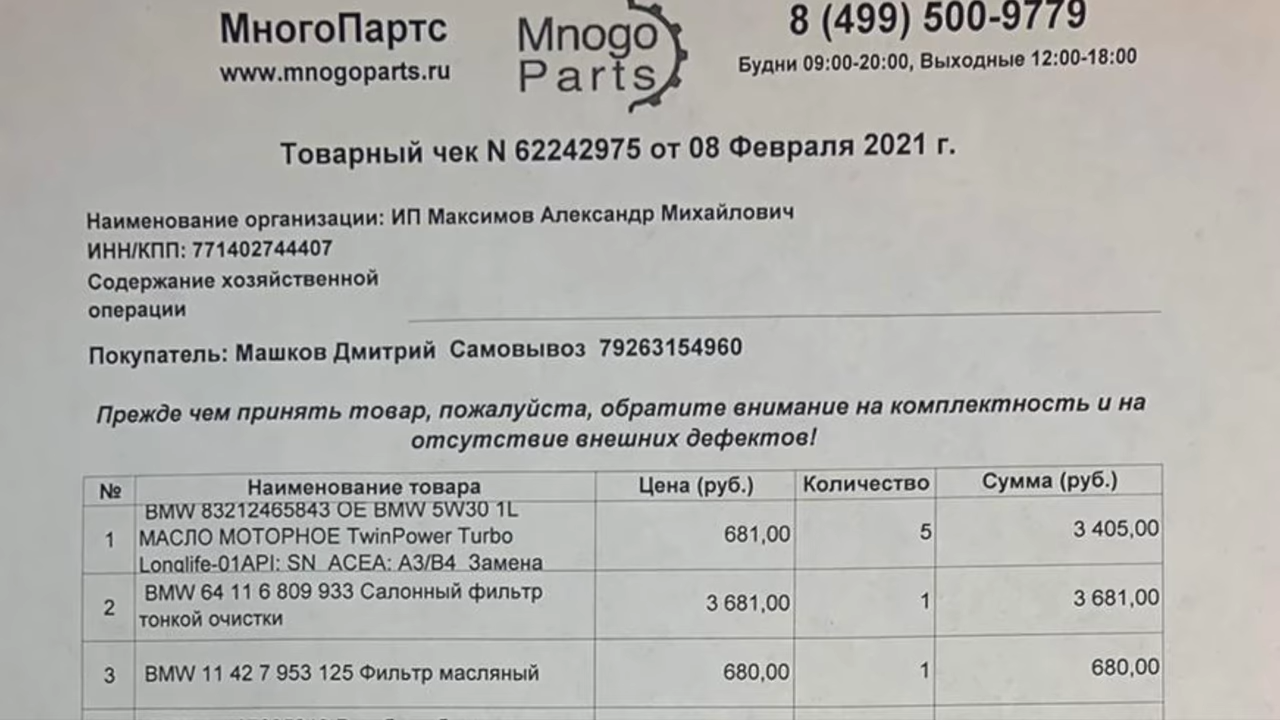 МногоПартс
www.mnogoparts.ru
Mnogo
Parts
8 (499) 500-9779
Будни 09:00-20:00, Выходные 12:00-18:00
Товарный чек N 62242975 от 08 Февраля 2021 г.
Наименование организации: ИП Максимов Александр Михайлович
ИНН/КПП: 771402744407
Содержание хозяйственной
операции
Покупатель: Машков Дмитрий Самовывоз 79263154960
Прежде чем принять товар, пожалуйста, обратите внимание на комплектность и на
отсутствие внешних дефектов!
№ Наименование товара Цена (руб.) Количество Сумма (руб.)
BMW 83212465843 OE BMW 5W30 1L
1 МАСЛО МОТОРНОЕ TwinPower Turbo 681,00 5 3 405,00
Longlife-01API: SN ACEA: A3/B4 Замена
2 BMW 64 11 6 809 933 Салонный фильтр 3 681,00 1 3 681,00
тонкой очистки
3 BMW 11 42 7 953 125 Фильтр масляный 680,00 1 680,00